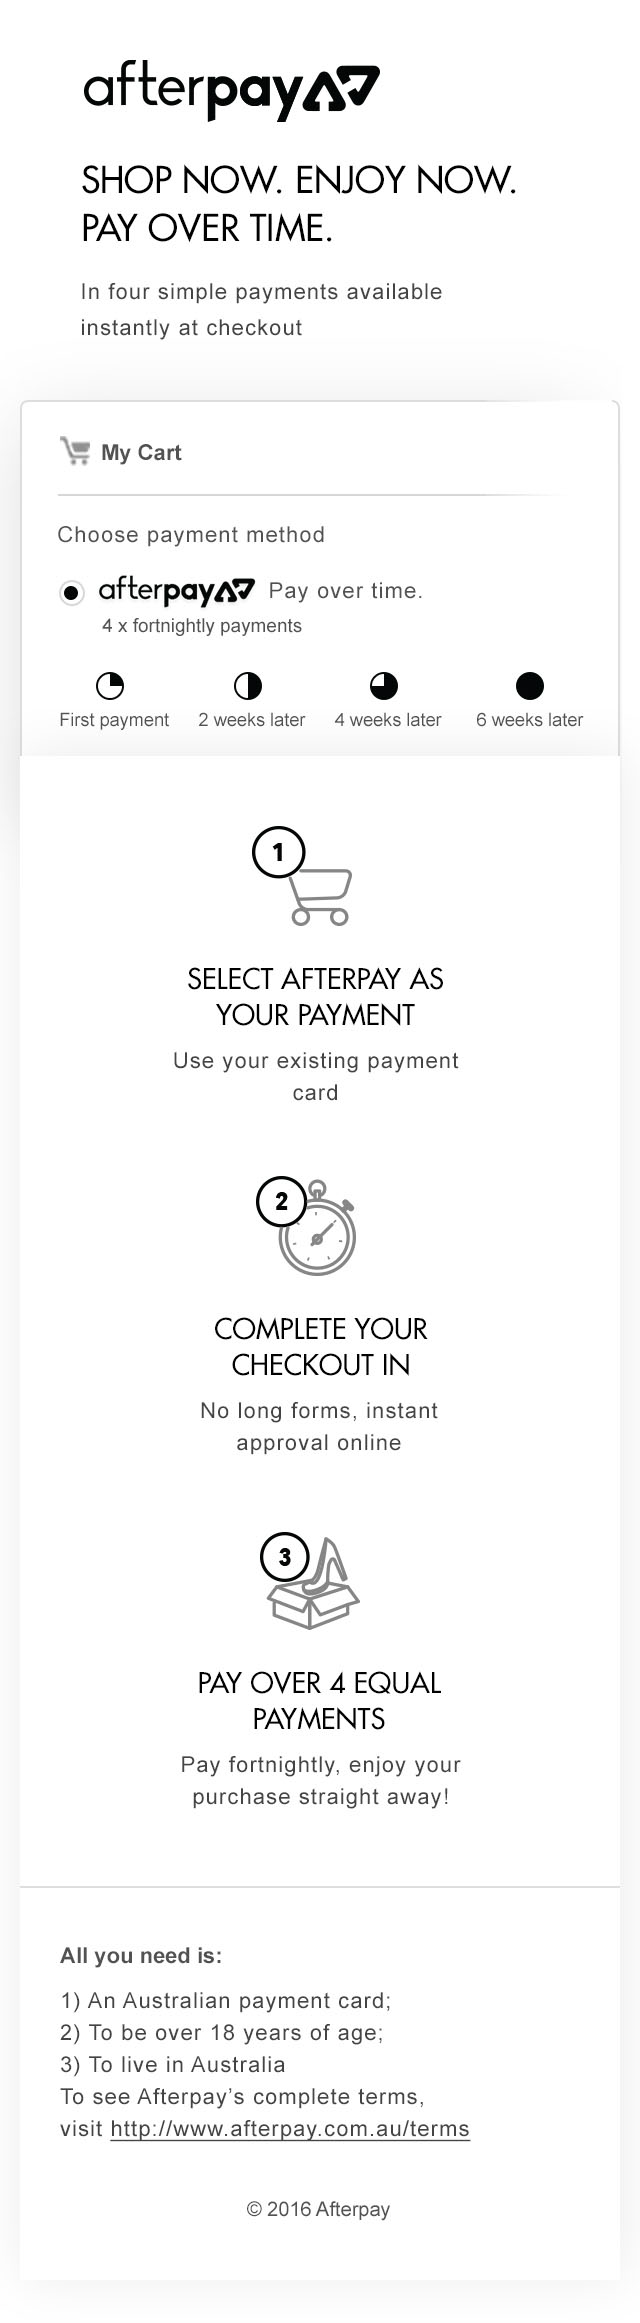 afterpay
SHOP NOW. ENJOY NOW.
PAY OVER TIME.
In four simple payments available
instantly at checkout
My Cart
Choose payment method
afterpay Pay over time.
4 x fortnightly payments
First payment 2 weeks later 4 weeks later 6 weeks later
1
SELECT AFTERPAY AS
YOUR PAYMENT
Use your existing payment
card
2
COMPLETE YOUR
CHECKOUT IN
No long forms, instant
approval online
3
PAY OVER 4 EQUAL
PAYMENTS
Pay fortnightly, enjoy your
purchase straight away!
All you need is:
1) An Australian payment card;
2) To be over 18 years of age;
3) To live in Australia
To see Afterpay’s complete terms,
visit http://www.afterpay.com.au/terms
© 2016 Afterpay